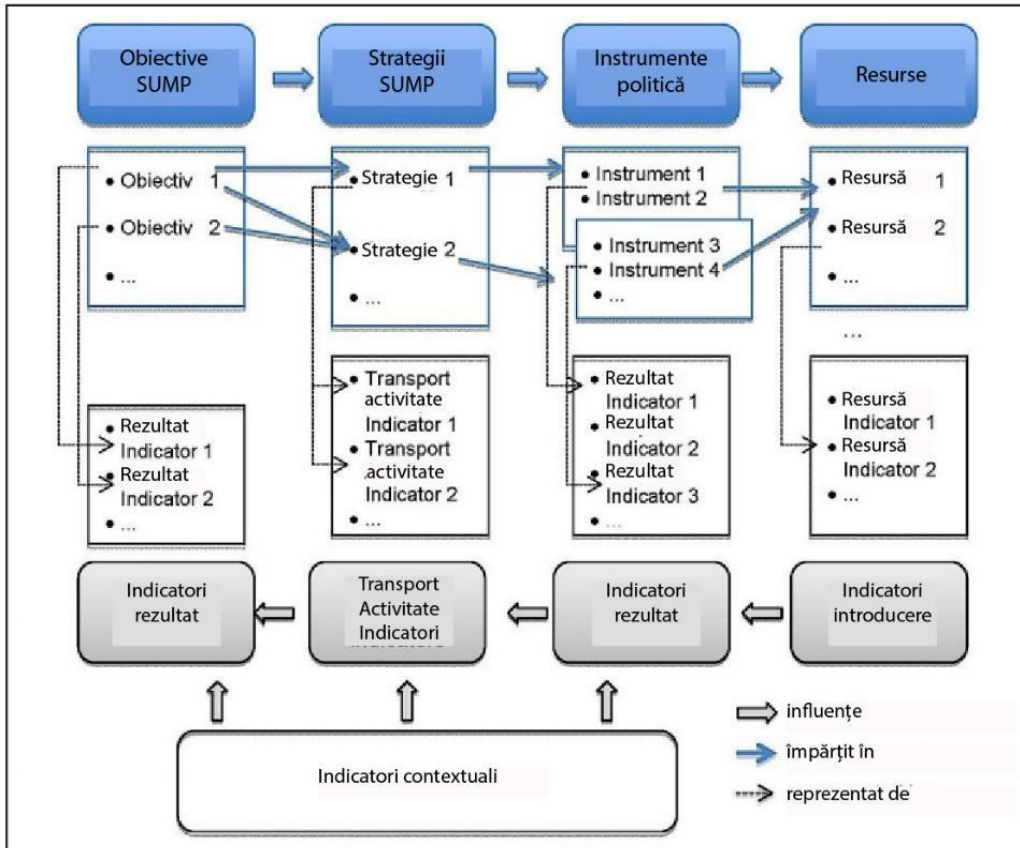 Obiective
SUMP
Strategii
SUMP
Instrumente
politică
Resurse
• Obiectiv 1
• Obiectiv 2
• ...
• Strategie 1
• Strategie 2
• ...
• Instrument 1
• Instrument 2
• Instrument 3
• Instrument 4
• ...
• Resursă 1
• Resursă 2
• ...
...
• Rezultat
Indicator 1
• Rezultat
Indicator 2
• ...
• Transport
activitate
Indicator 1
• Transport
activitate
Indicator 2
• ...
• Rezultat
Indicator 1
• Rezultat
Indicator 2
• Rezultat
Indicator 3
• ...
• Resursă
Indicator 1
• Resursă
Indicator 2
• ...
Indicatori
rezultat
Transport
Activitate
Indicatori
Indicatori
rezultat
Indicatori
introducere
Indicatori contextuali
influențe
împărțit în
reprezentat de